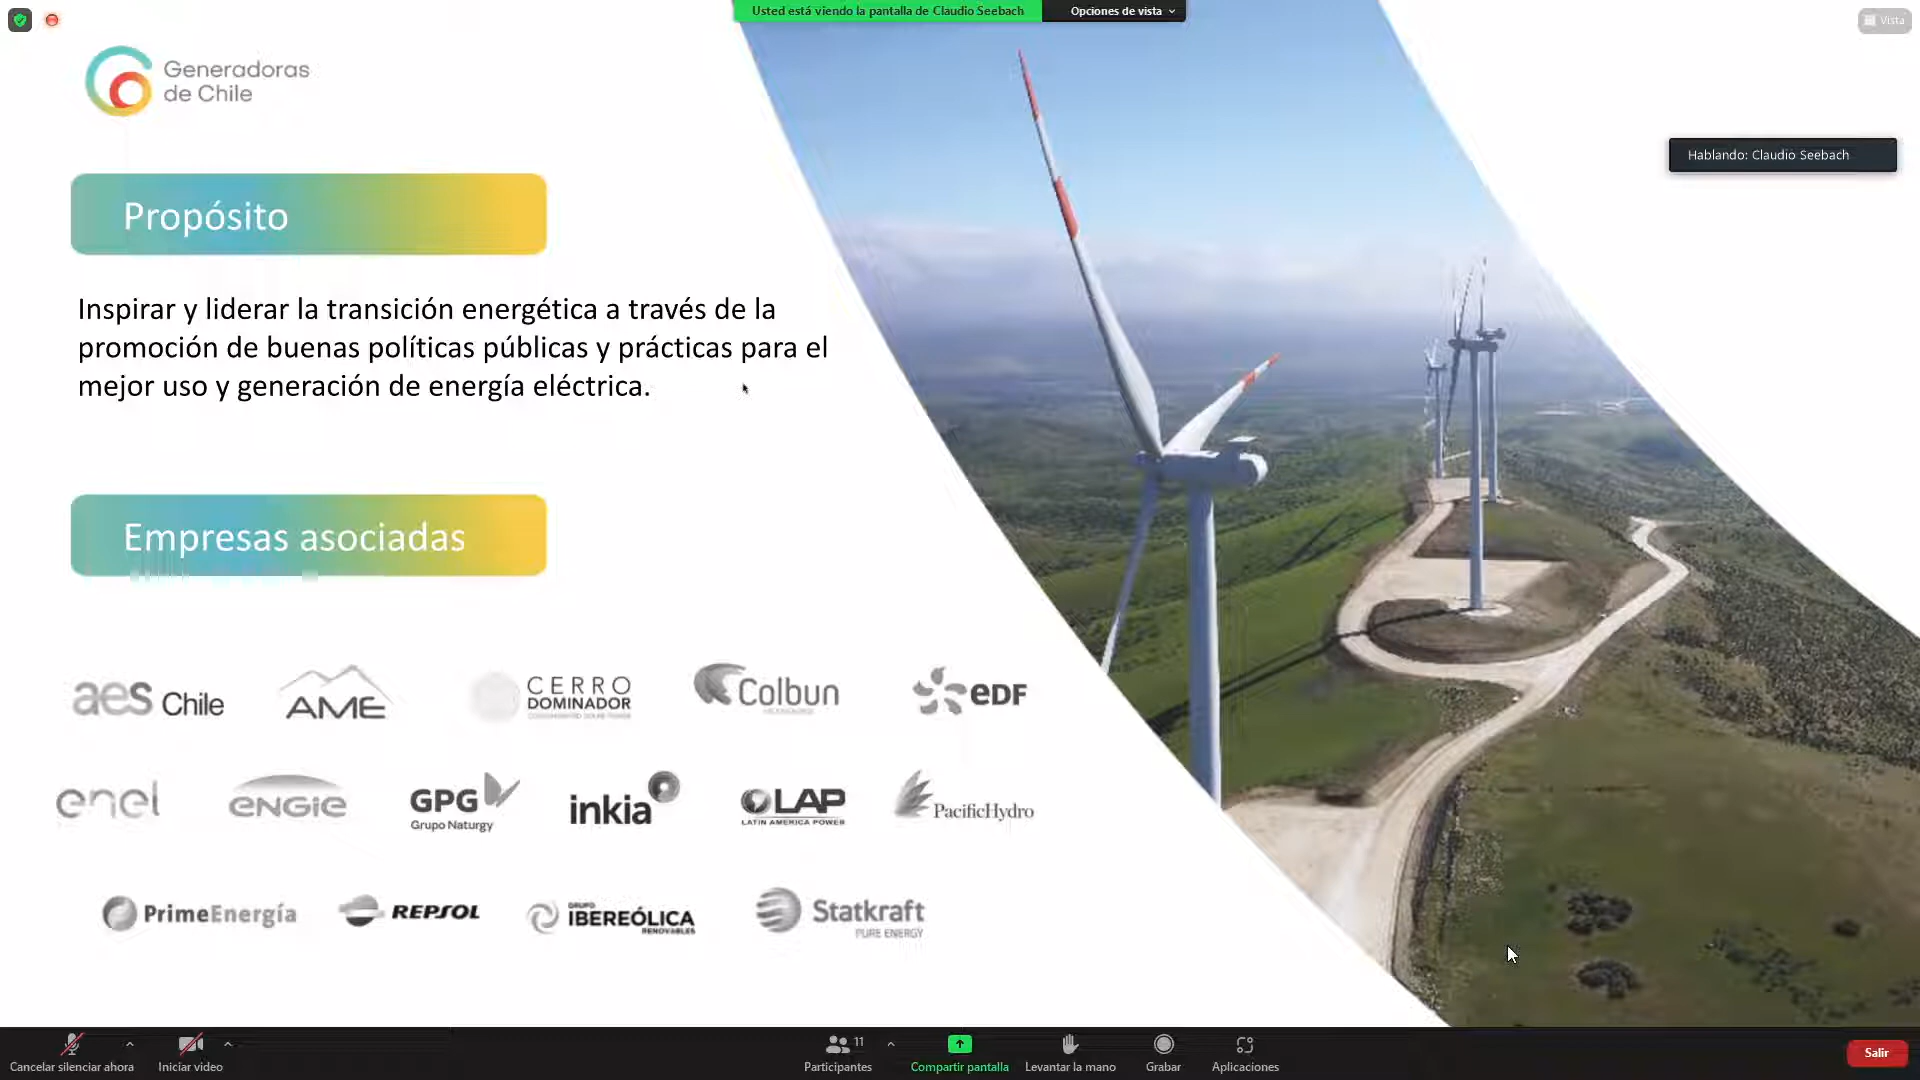 Usted está viendo la pantalla de Claudio Seebach
Opciones de vista
Vista
Generadoras
de Chile
Hablando: Claudio Seebach
Propósito
Inspirar y liderar la transición energética a través de la
promoción de buenas políticas públicas y prácticas para el
mejor uso y generación de energía eléctrica.
Empresas asociadas
aes Chile
AME
CERRO
DOMINADOR
Colbun
eDF
enel
enGie
GPG
Grupo Naturgy
inkia
LAP
LATIN AMERICA POWER
PacificHydro
PrimeEnergía
REPSOL
GRUPO
IBEREÓLICA
RENOVABLES
Statkraft
PURE ENERGY
Cancelar silenciar ahora
Iniciar video
11
Participantes
Compartir pantalla
Levantar la mano
Grabar
Aplicaciones
Salir